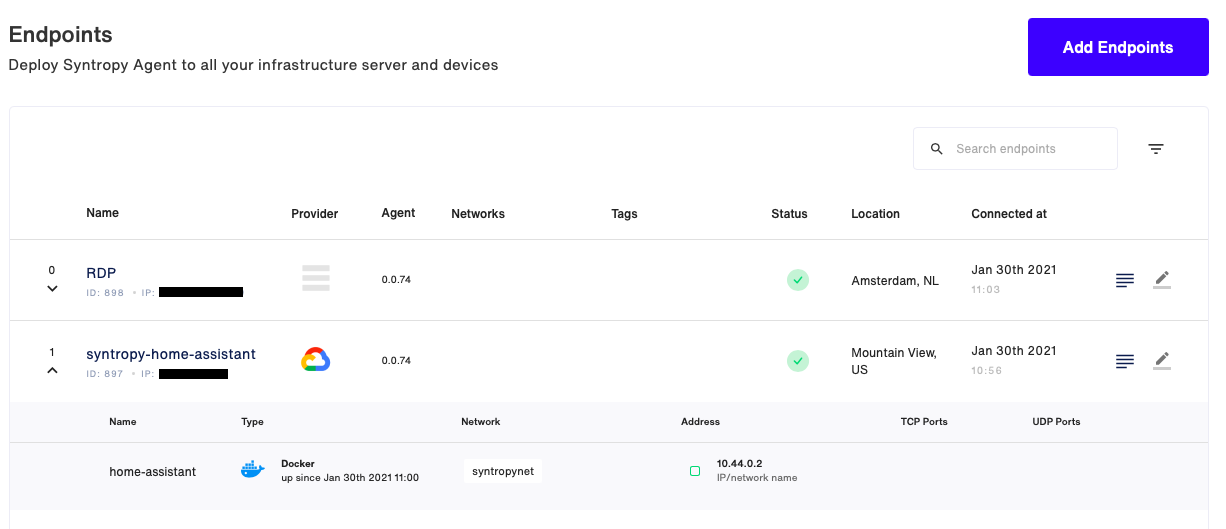 Endpoints
Deploy Syntropy Agent to all your infrastructure server and devices
Add Endpoints
Search endpoints
Name Provider Agent Networks Tags Status Location Connected at
0
RDP
ID: 898 • IP:
0.0.74
Amsterdam, NL
Jan 30th 2021
11:03
1
syntropy-home-assistant
ID: 897 • IP:
0.0.74
Mountain View,
US
Jan 30th 2021
10:56
Name Type Network Address TCP Ports UDP Ports
home-assistant
Docker
up since Jan 30th 2021 11:00
syntropynet
10.44.0.2
IP/network name